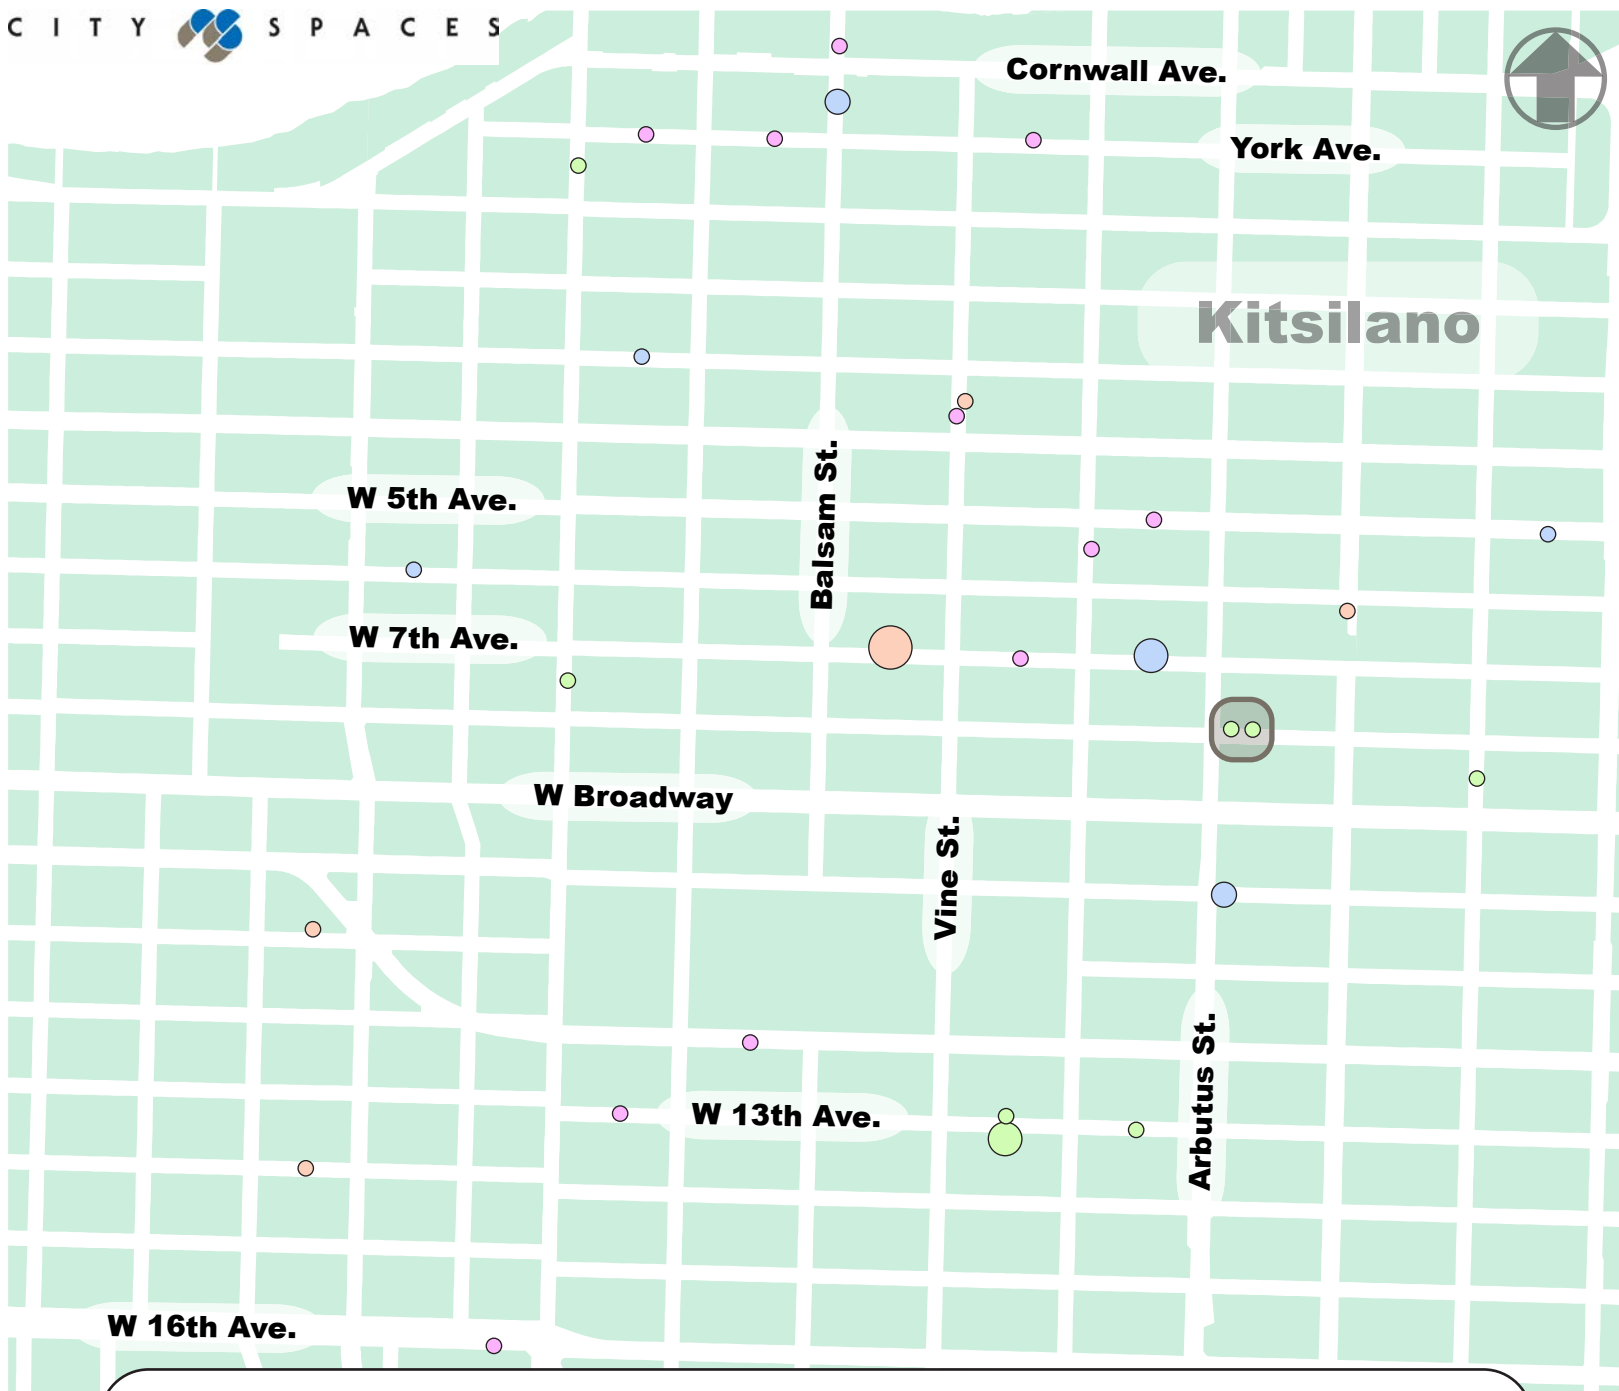 CITY SPACES
Cornwall Ave.
York Ave.
Kitsilano
Balsam St.
W 5th Ave.
W 7th Ave.
W Broadway
Vine St.
Arbutus St.
W 13th Ave.
W 16th Ave.